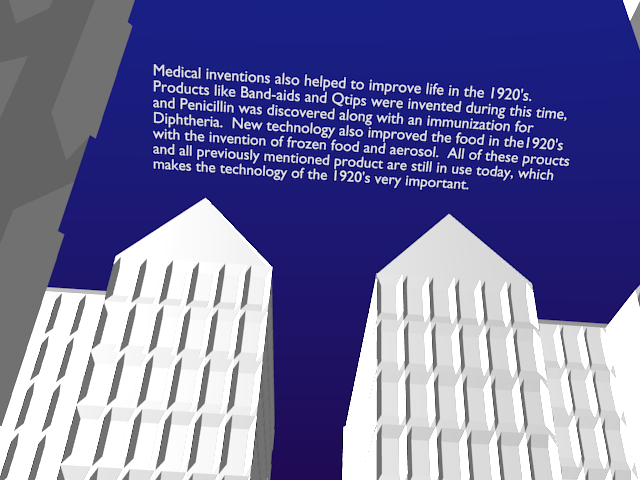 Medical inventions also helped to improve life in the 1920's.
Products like Band-aids and Qtips were invented during this time,
and Penicillin was discovered along with an immunization for
Diphtheria.  New technology also improved the food in the1920's
with the invention of frozen food and aerosol.  All of these proucts
and all previously mentioned product are still in use today, which
makes the technology of the 1920's very important.